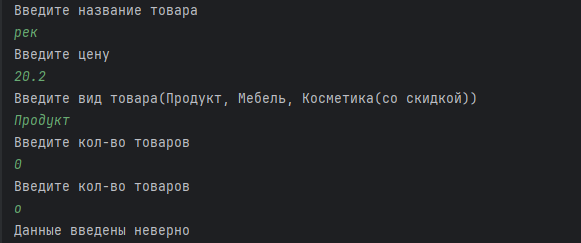 Введите название товара
рек
Введите цену
20.2
Введите вид товара(Продукт, Мебель, Косметика(со скидкой))
Продукт
Введите кол-во товаров
0
Введите кол-во товаров
о
Данные введены неверно